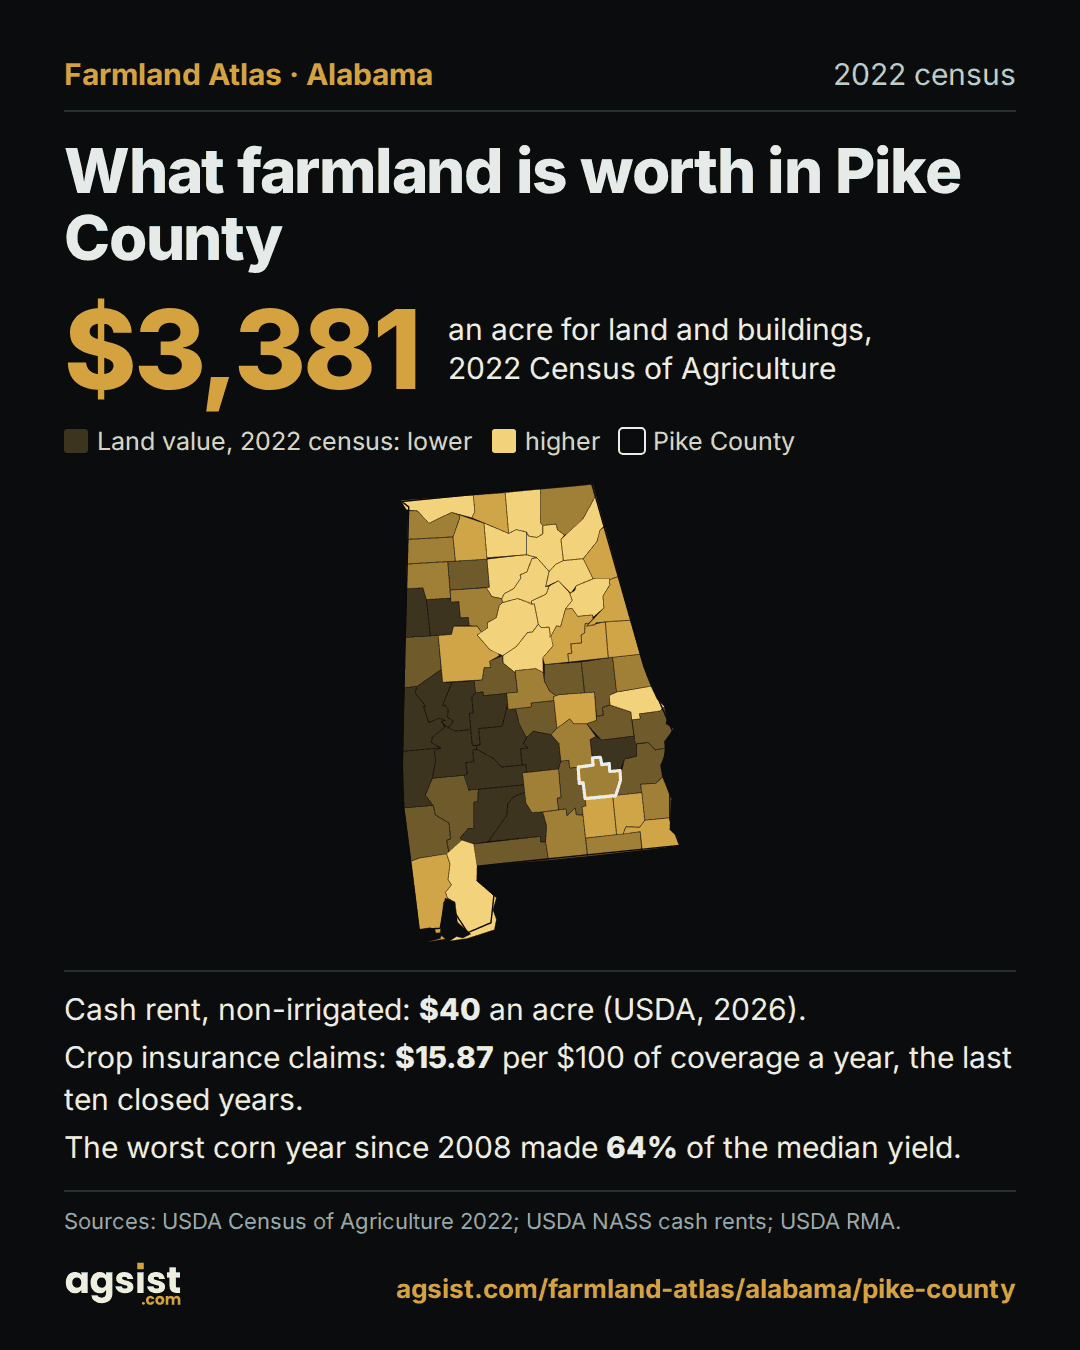 Farmland Atlas · Alabama
2022 census
What farmland is worth in Pike
County
$3,381
an acre for land and buildings,
2022 Census of Agriculture
Land value, 2022 census: lower
higher
Pike County
Cash rent, non-irrigated: $40 an acre (USDA, 2026).
Crop insurance claims: $15.87 per $100 of coverage a year, the last
ten closed years.
The worst corn year since 2008 made 64% of the median yield.
Sources: USDA Census of Agriculture 2022; USDA NASS cash rents; USDA RMA.
agsist
.com
agsist.com/farmland-atlas/alabama/pike-county